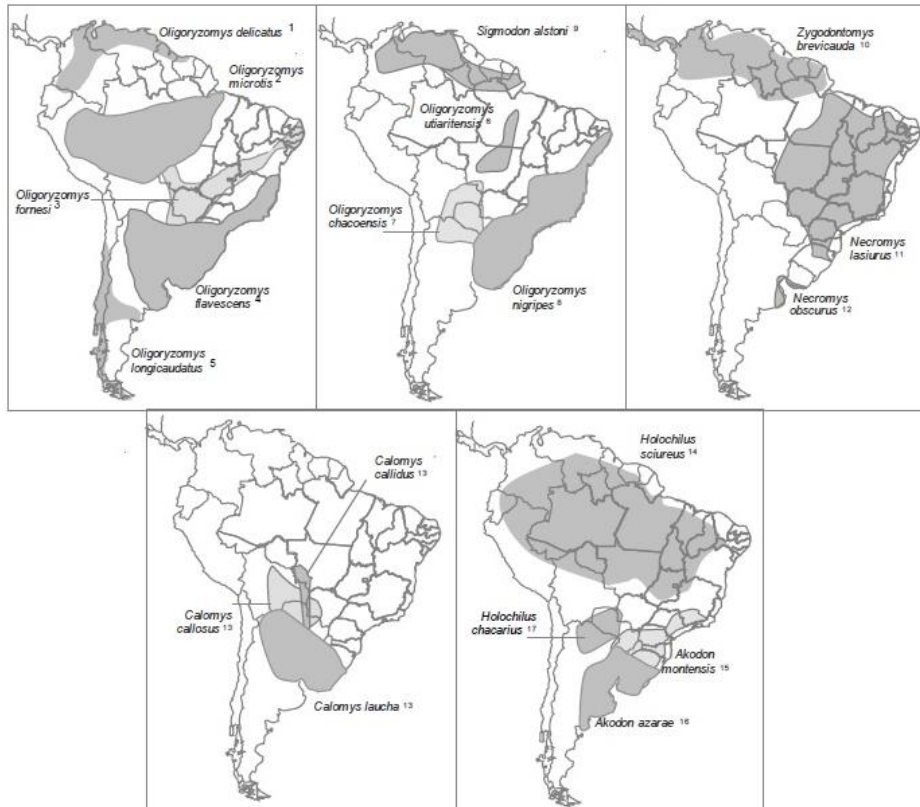 Oligoryzomys delicatus 1
Oligoryzomys
microtis 2
Oligoryzomys
fornesi 3
Oligoryzomys
flavescens 4
Oligoryzomys
longicaudatus 5
Sigmodon alstoni 9
Oligoryzomys
utiaritensis 8
Oligoryzomys
chacoensis 7
Oligoryzomys
nigripes 6
Zygodontomys
brevicauda 10
Necromys
lasiurus 11
Necromys
obscurus 12
Calomys
callidus 13
Calomys
callosus 13
Calomys laucha 13
Holochilus
sciureus 14
Holochilus
chacarius 17
Akodon
montensis 15
Akodon azarae 16